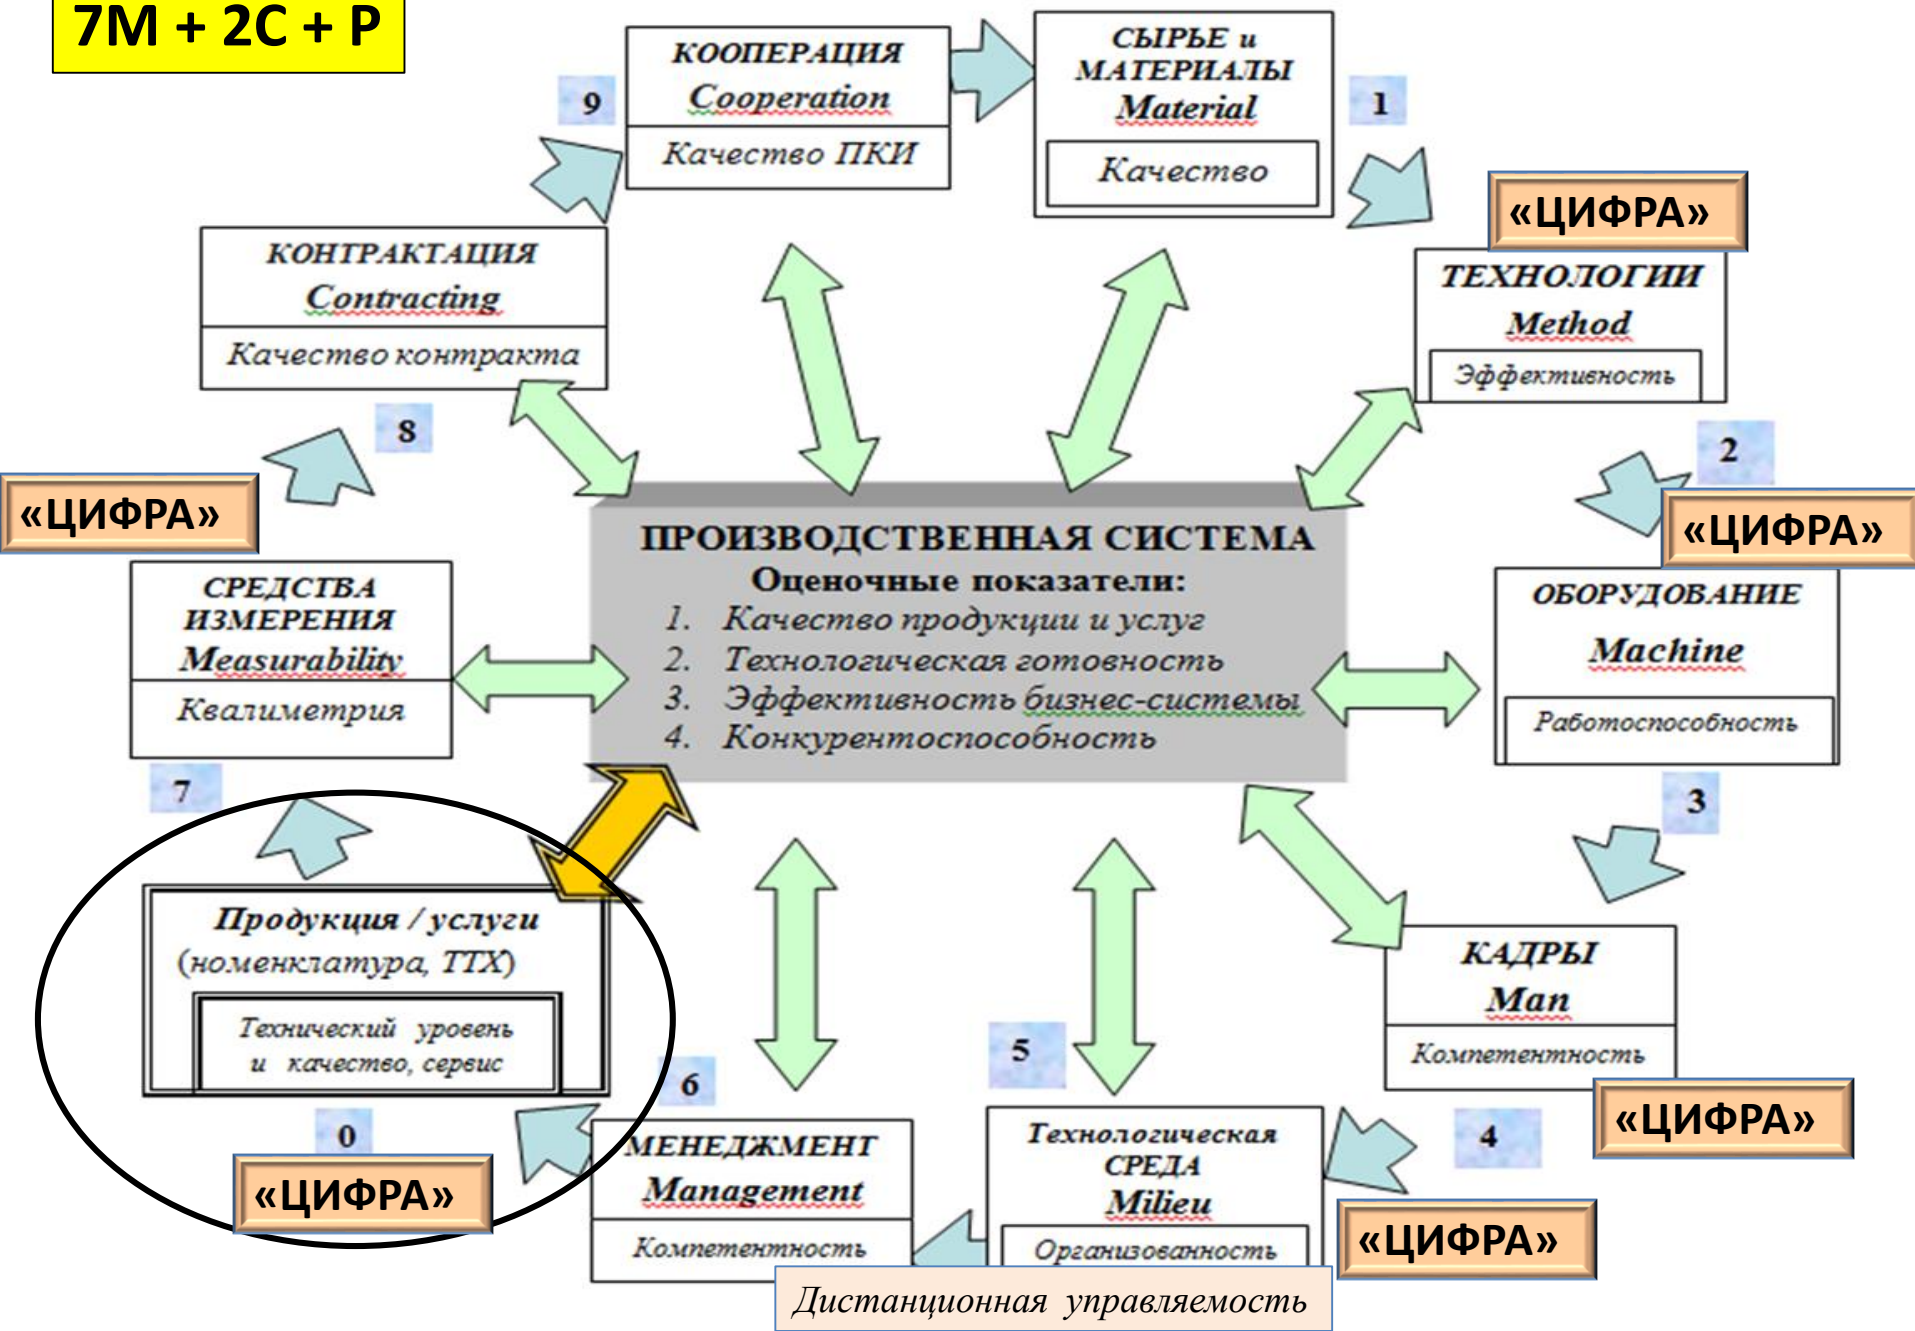 7М + 2С + Р
КООПЕРАЦИЯ
Cooperation
Качество ПКИ
9
СЫРЬЕ и
МАТЕРИАЛЫ
Material
Качество
1
«ЦИФРА»
ТЕХНОЛОГИИ
Method
Эффективность
2
«ЦИФРА»
ОБОРУДОВАНИЕ
Machine
Работоспособность
3
КАДРЫ
Man
Компетентность
«ЦИФРА»
4
«ЦИФРА»
Технологическая
СРЕДА
Milieu
Организованность
5
Дистанционная управляемость
МЕНЕДЖМЕНТ
Management
Компетентность
6
Продукция / услуги
(номенклатура, ТТХ)
Технический уровень
и качество, сервис
0
«ЦИФРА»
7
СРЕДСТВА
ИЗМЕРЕНИЯ
Measurability
Квалиметрия
«ЦИФРА»
8
КОНТРАКТАЦИЯ
Contracting
Качество контракта
ПРОИЗВОДСТВЕННАЯ СИСТЕМА
Оценочные показатели:
1. Качество продукции и услуг
2. Технологическая готовность
3. Эффективность бизнес-системы
4. Конкурентоспособность